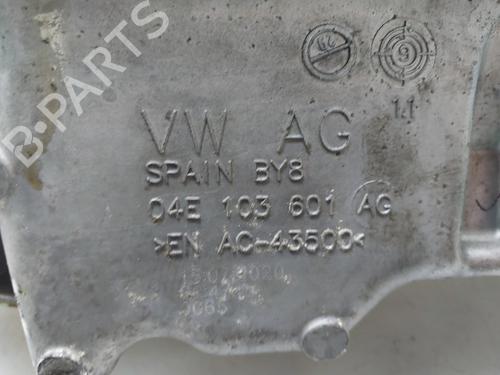 B-PARTS
VW AG
SPAIN BY8
04E 103 601 AG
>EN AC-43500<